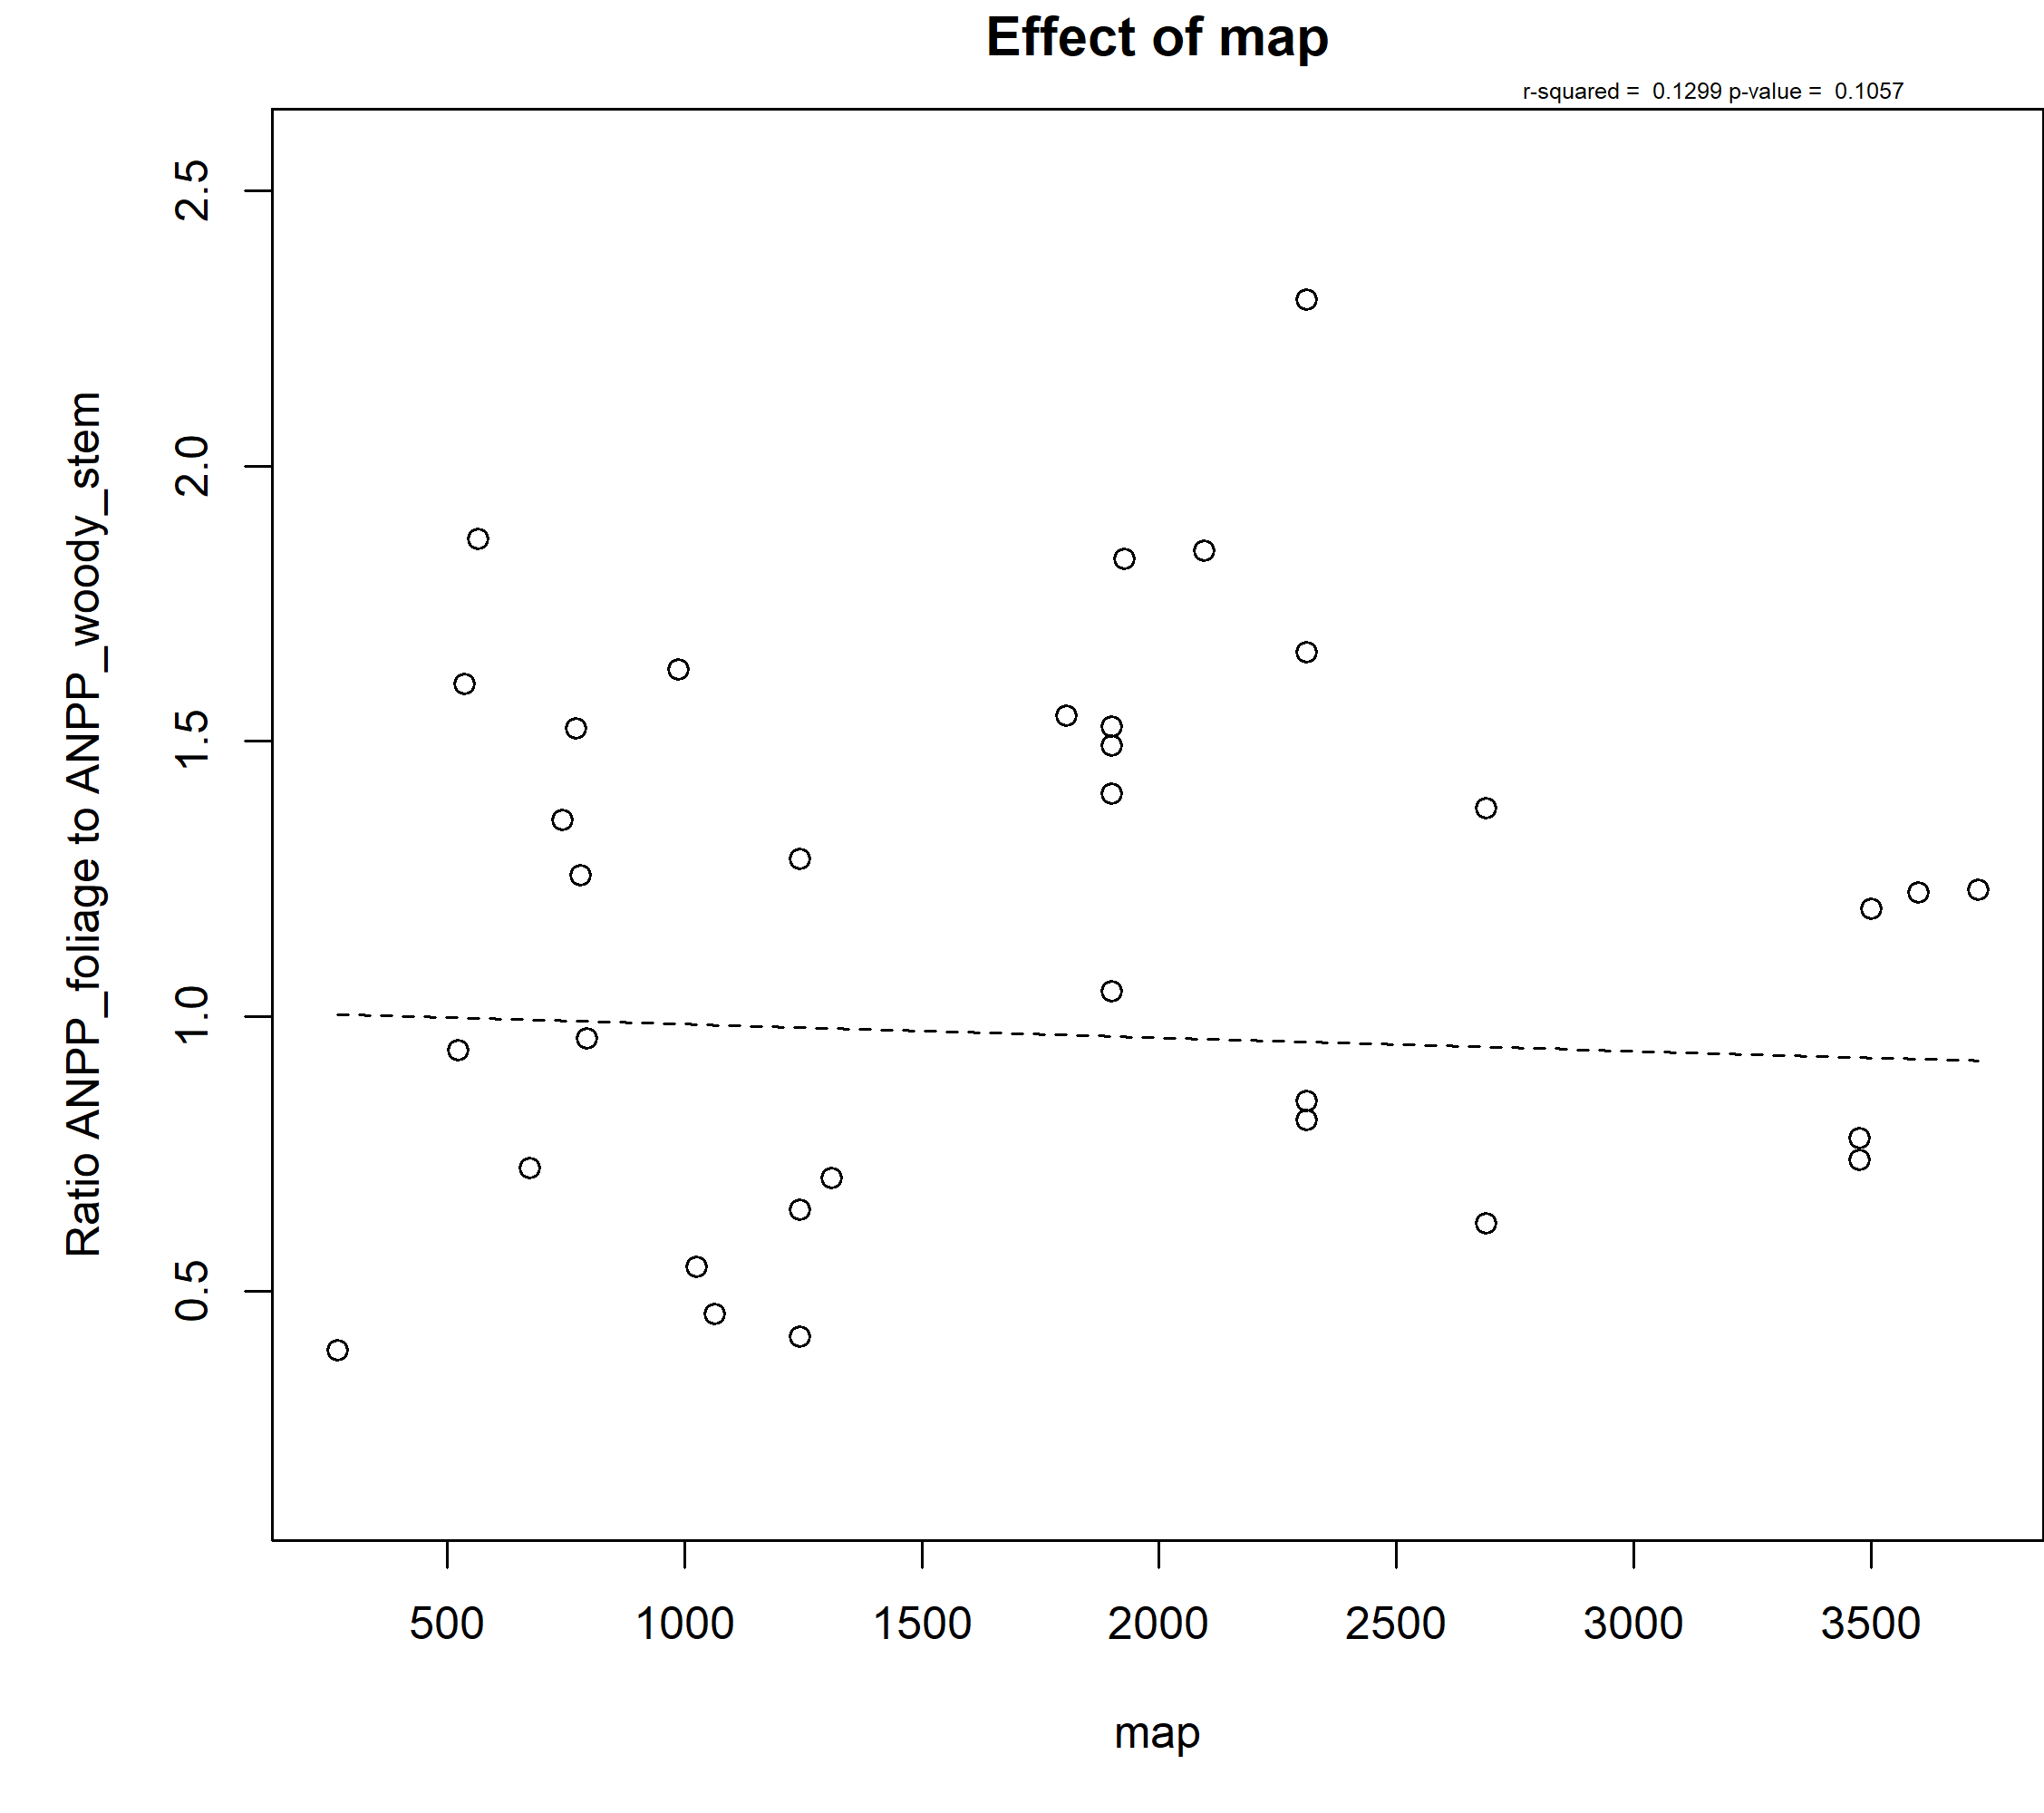 Effect of map
r-squared =  0.1299 p-value =  0.1057
Ratio ANPP_foliage to ANPP_woody_stem
2.5
2.0
1.5
1.0
0.5
500 1000 1500 2000 2500 3000 3500
map